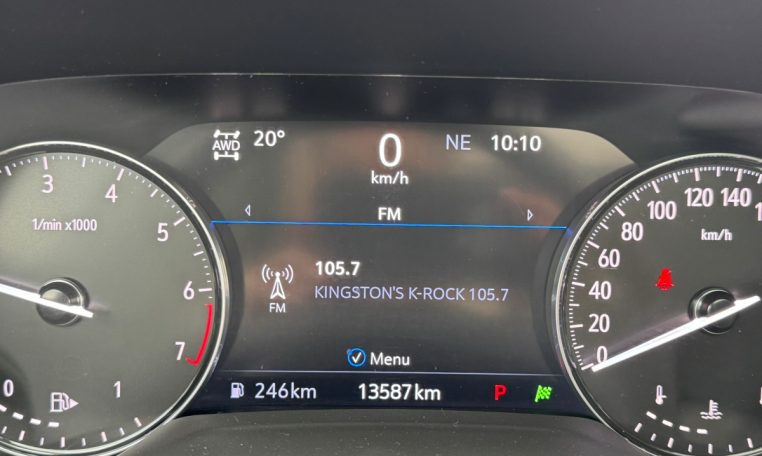 AWD 20° 0 NE 10:10
km/h
FM
105.7
KINGSTON'S K-ROCK 105.7
FM
Menu
246km 13587km P
3 4 5 6 7
1/min x1000
0 1
0 20 40 60 80 100 120 140
km/h